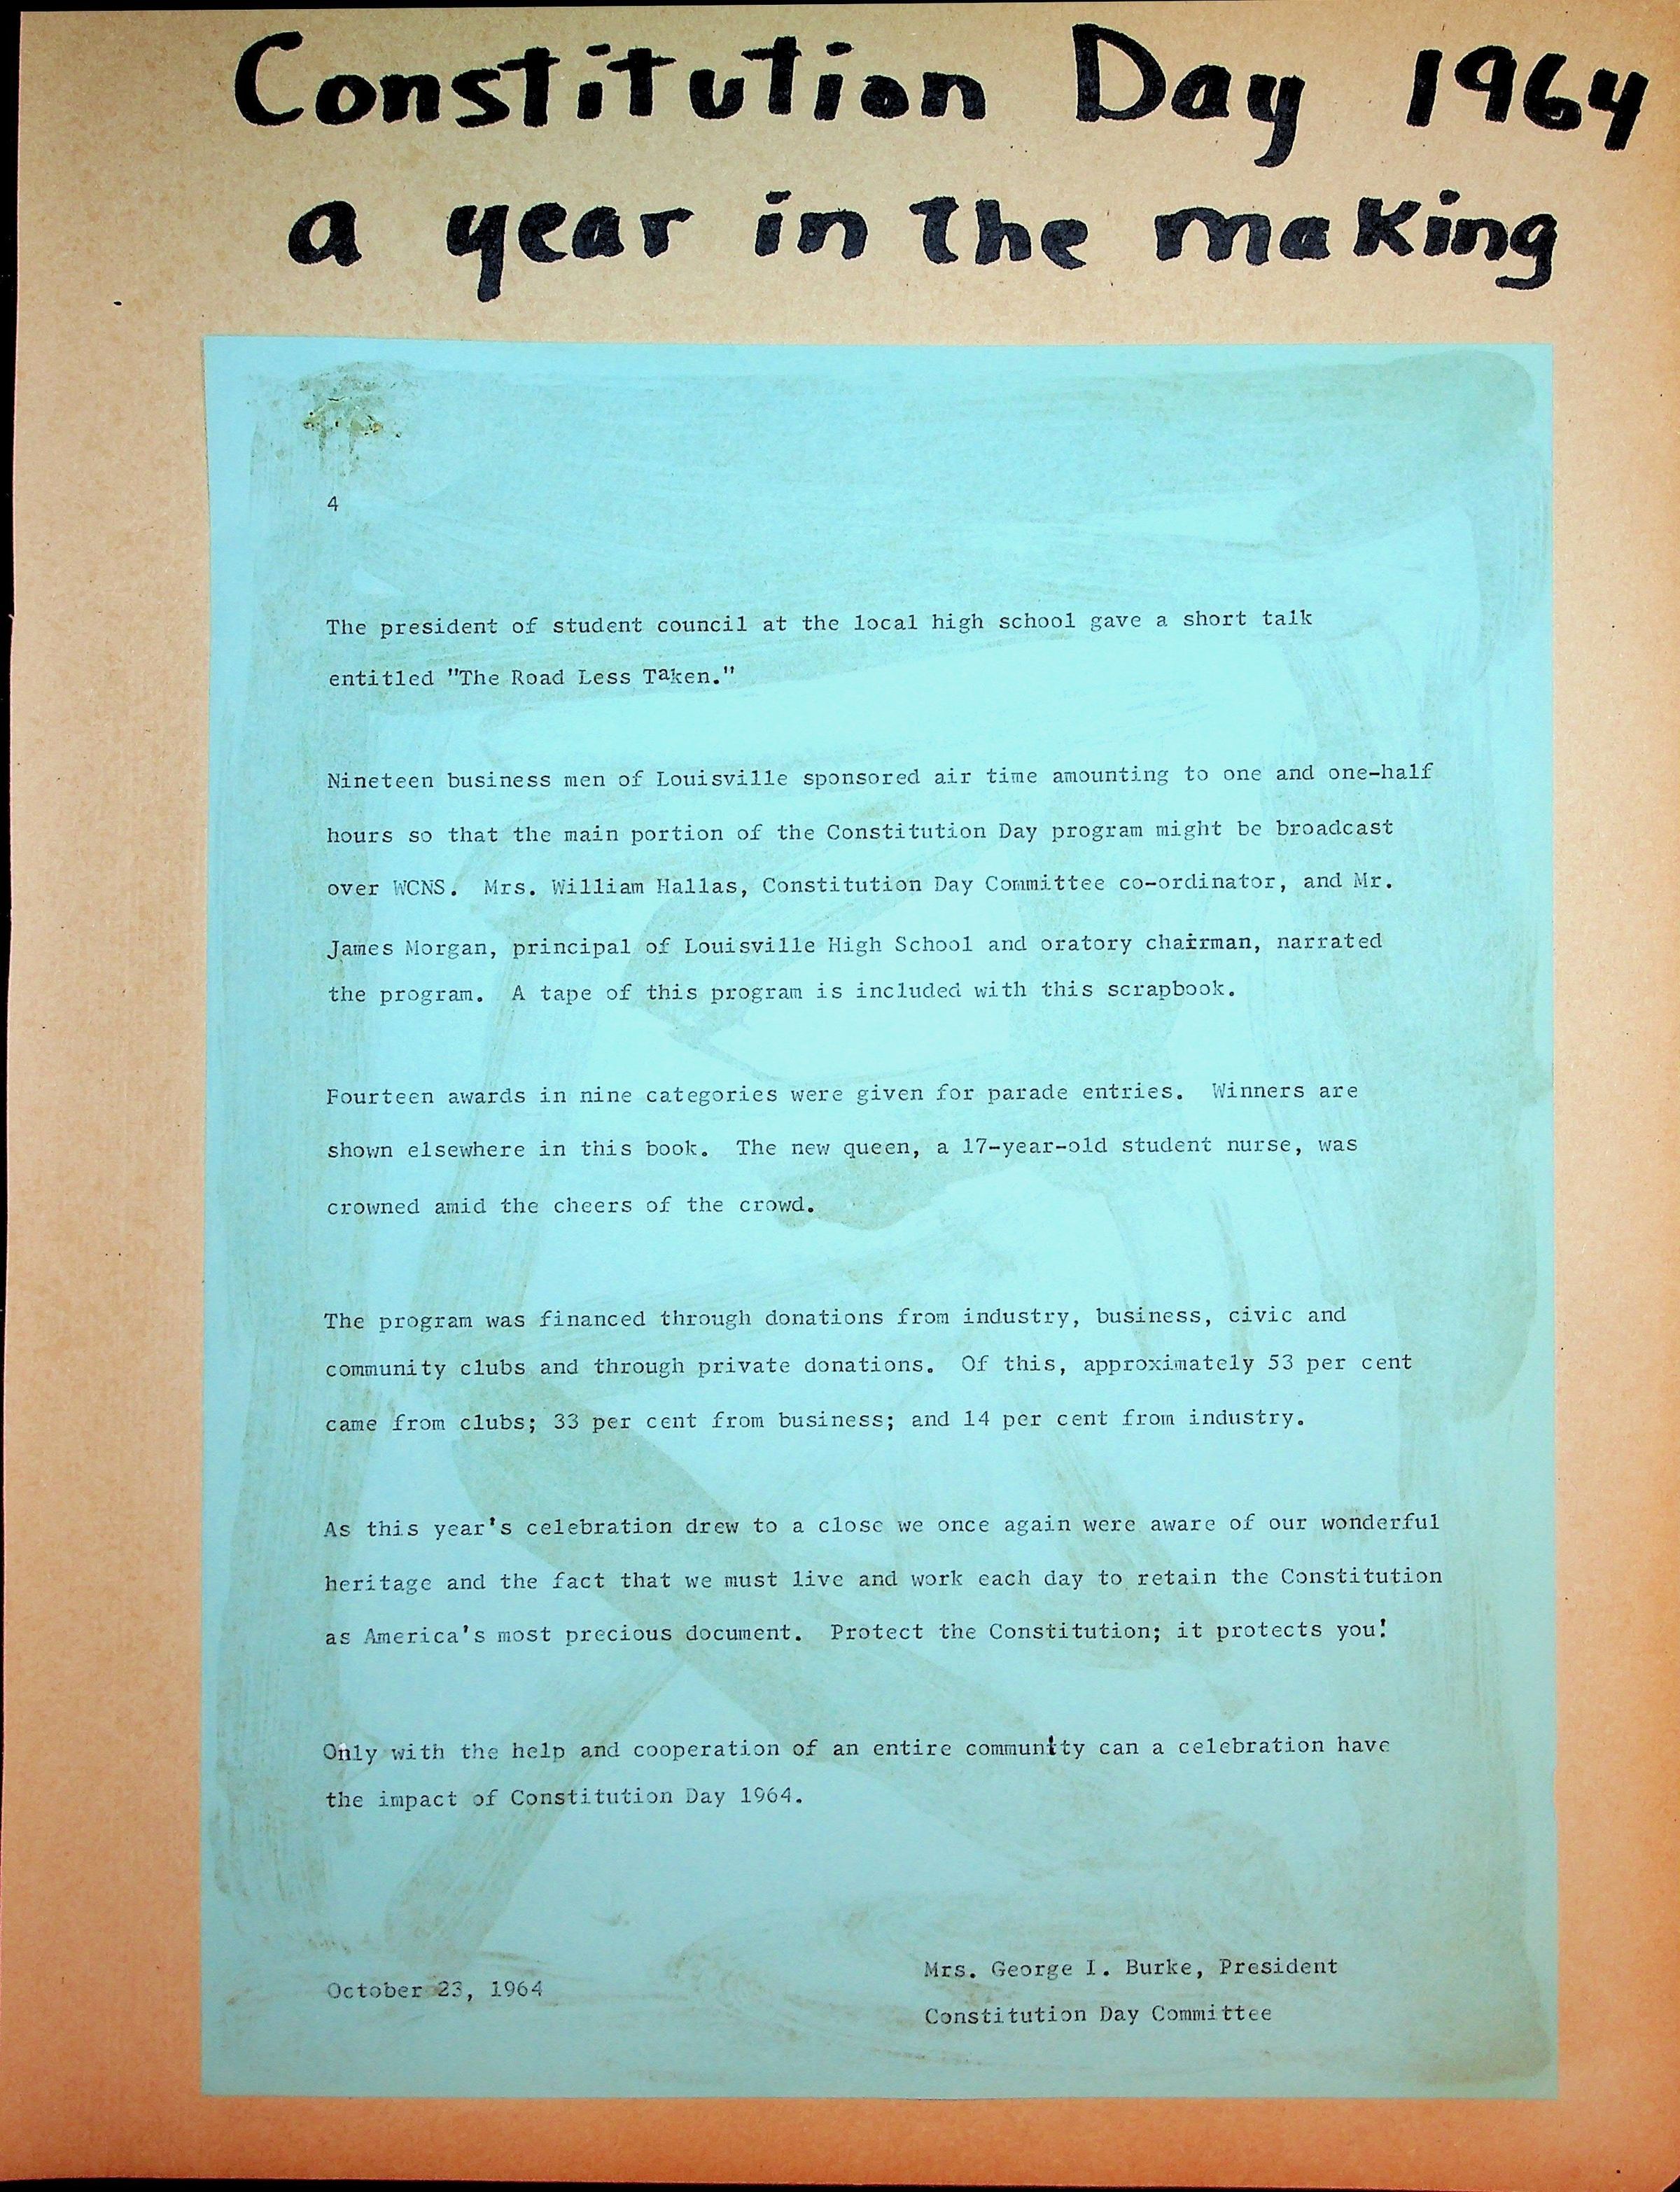 Constitution Day 1964
a year in the making
4
The president of student council at the local high school gave a short talk
entitled "The Road Less Taken."
Nineteen business men of Louisville sponsored air time amounting to one and one-half
hours so that the main portion of the Constitution Day program might be broadcast
over WCNS. Mrs. William Hallas, Constitution Day Committee co-ordinator, and Mr.
James Morgan, principal of Louisville High School and oratory chairman, narrated
the program. A tape of this program is included with this scrapbook.
Fourteen awards in nine categories were given for parade entries. Winners are
shown elsewhere in this book. The new queen, a 17-year-old student nurse, was
crowned amid the cheers of the crowd.
The program was financed through donations from industry, business, civic and
community clubs and through private donations. Of this, approximately 53 per cent
came from clubs; 33 per cent from business; and 14 per cent from industry.
As this year's celebration drew to a close we once again were aware of our wonderful
heritage and the fact that we must live and work each day to retain the Constitution
as America's most precious document. Protect the Constitution; it protects you!
Only with the help and cooperation of an entire community can a celebration have
the impact of Constitution Day 1964.
October 23, 1964
Mrs. George I. Burke, President
Constitution Day Committee